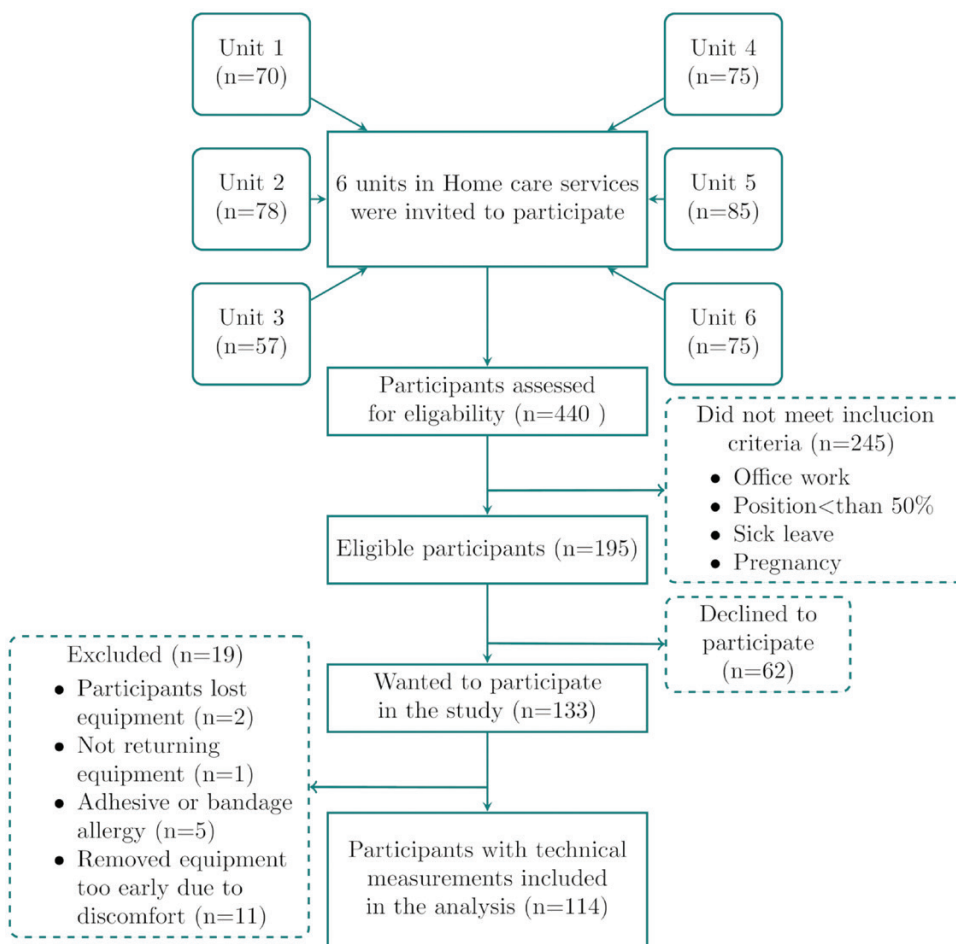 Unit 1
(n=70)
Unit 4
(n=75)
Unit 2
(n=78)
6 units in Home care services
were invited to participate
Unit 5
(n=85)
Unit 3
(n=57)
Unit 6
(n=75)
Participants assessed
for eligability (n=440 )
Did not meet inclucion
criteria (n=245)
• Office work
• Position<than 50%
• Sick leave
• Pregnancy
Eligible participants (n=195)
Declined to
participate
(n=62)
Wanted to participate
in the study (n=133)
Excluded (n=19)
• Participants lost
equipment (n=2)
• Not returning
equipment (n=1)
• Adhesive or bandage
allergy (n=5)
• Removed equipment
too early due to
discomfort (n=11)
Participants with technical
measurements included
in the analysis (n=114)